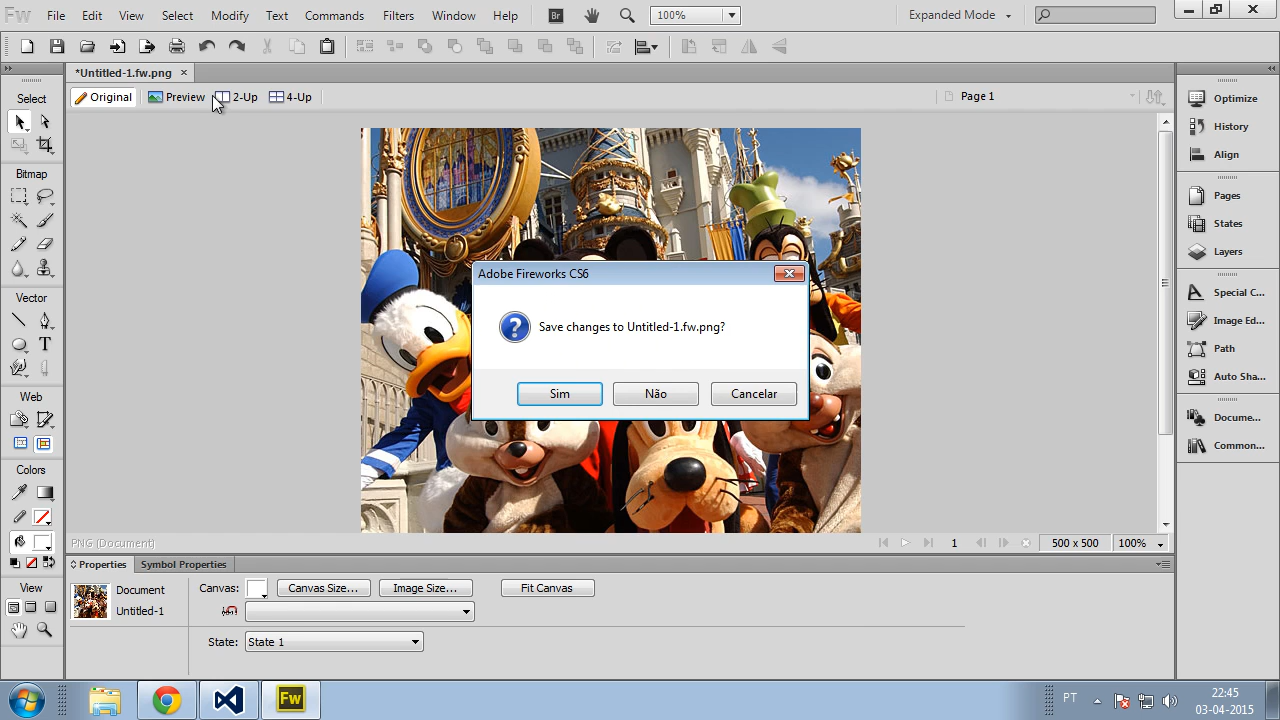 Fw File Edit View Select Modify Text Commands Filters Window Help Br 100% Expanded Mode
*Untitled-1.fw.png
Original Preview 2-Up 4-Up Page 1
Select
Bitmap
Vector
T
Web
Colors
View
Optimize
History
Align
Pages
States
Layers
Special C...
Image Ed...
Path
Auto Sha...
Docume...
Common...
Adobe Fireworks CS6
Save changes to Untitled-1.fw.png?
Sim Não Cancelar
PNG (Document) 1 500 x 500 100%
Properties Symbol Properties
Document Canvas: Canvas Size... Image Size... Fit Canvas
Untitled-1
State: State 1
Fw PT 22:45
03-04-2015